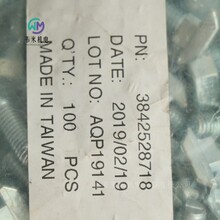 PN: 3842528718
DATE: 2019/02/19
LOT NO: AQP19141
Q'TY.: 100 PCS
MADE IN TAIWAN